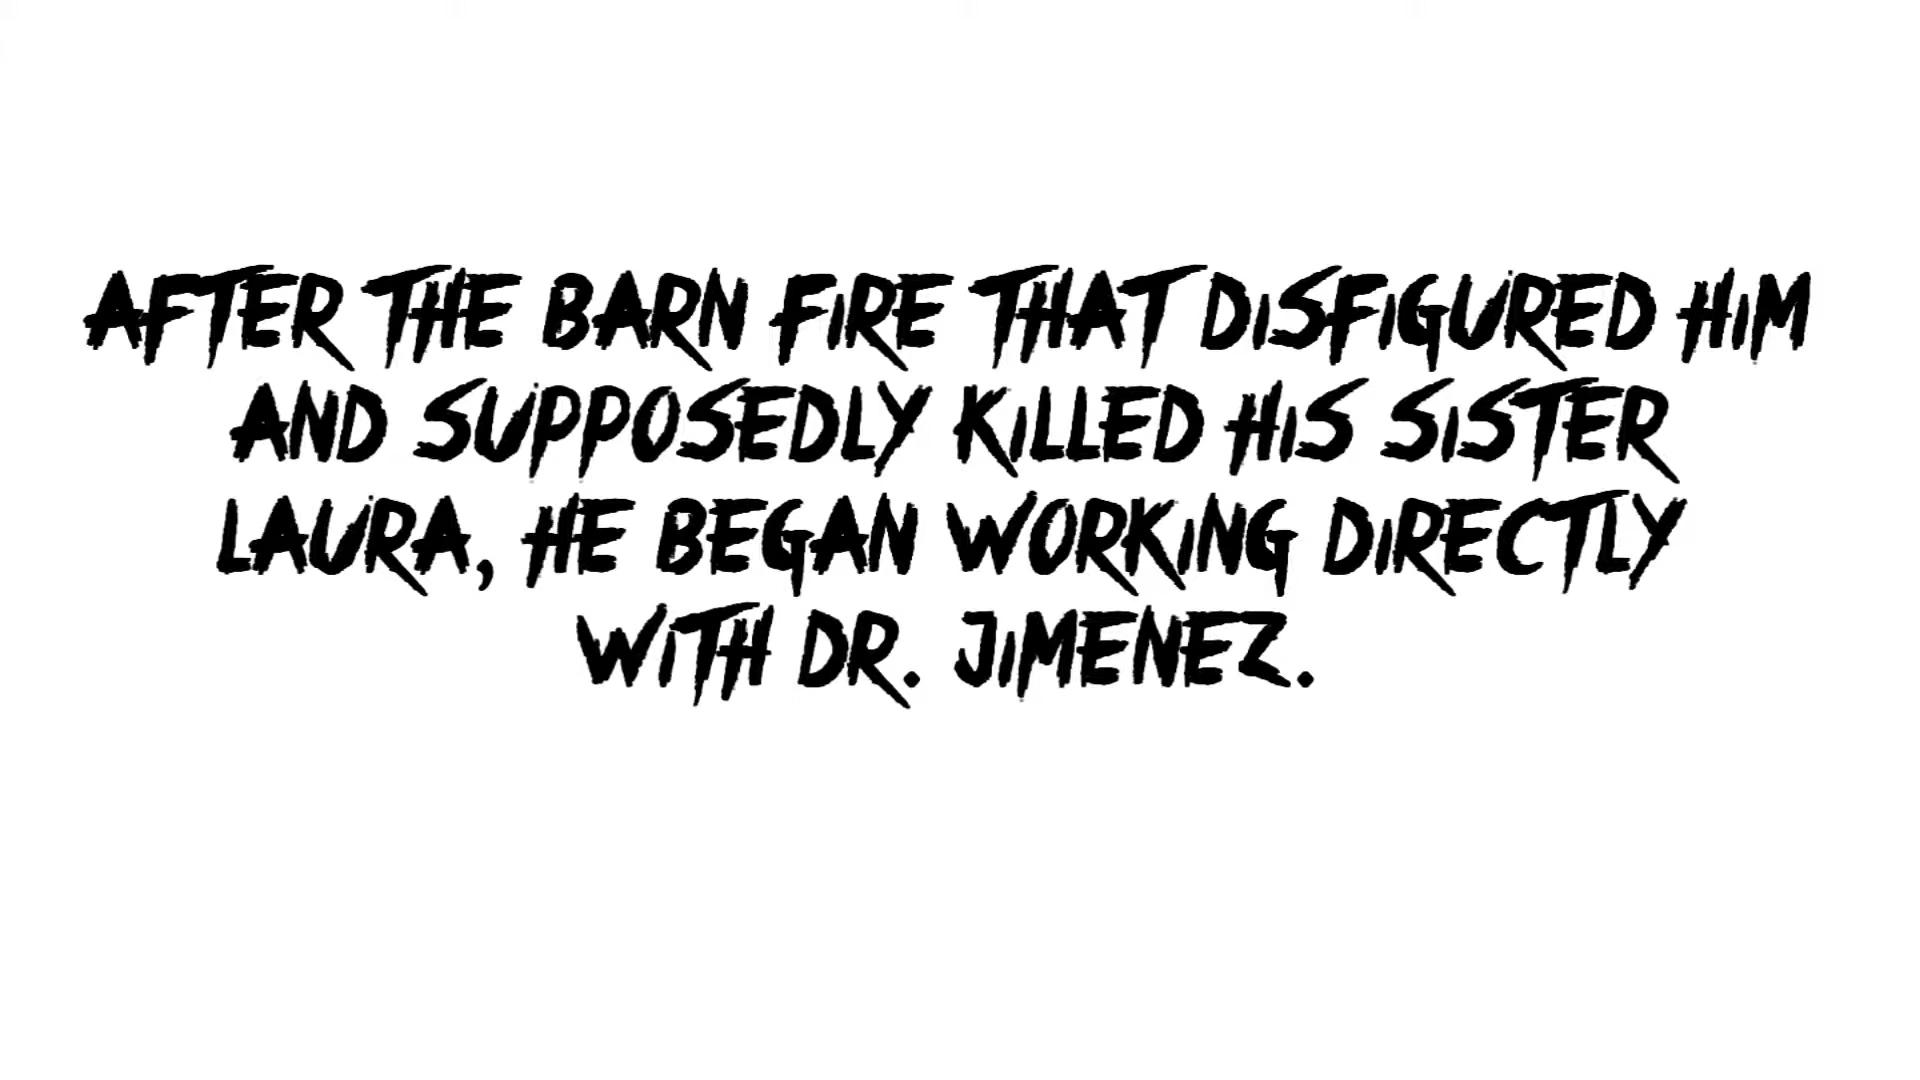 AFTER THE BARN FIRE THAT DISFIGURED HIM
AND SUPPOSEDLY KILLED HIS SISTER
LAURA, HE BEGAN WORKING DIRECTLY
WITH DR. JIMENEZ.